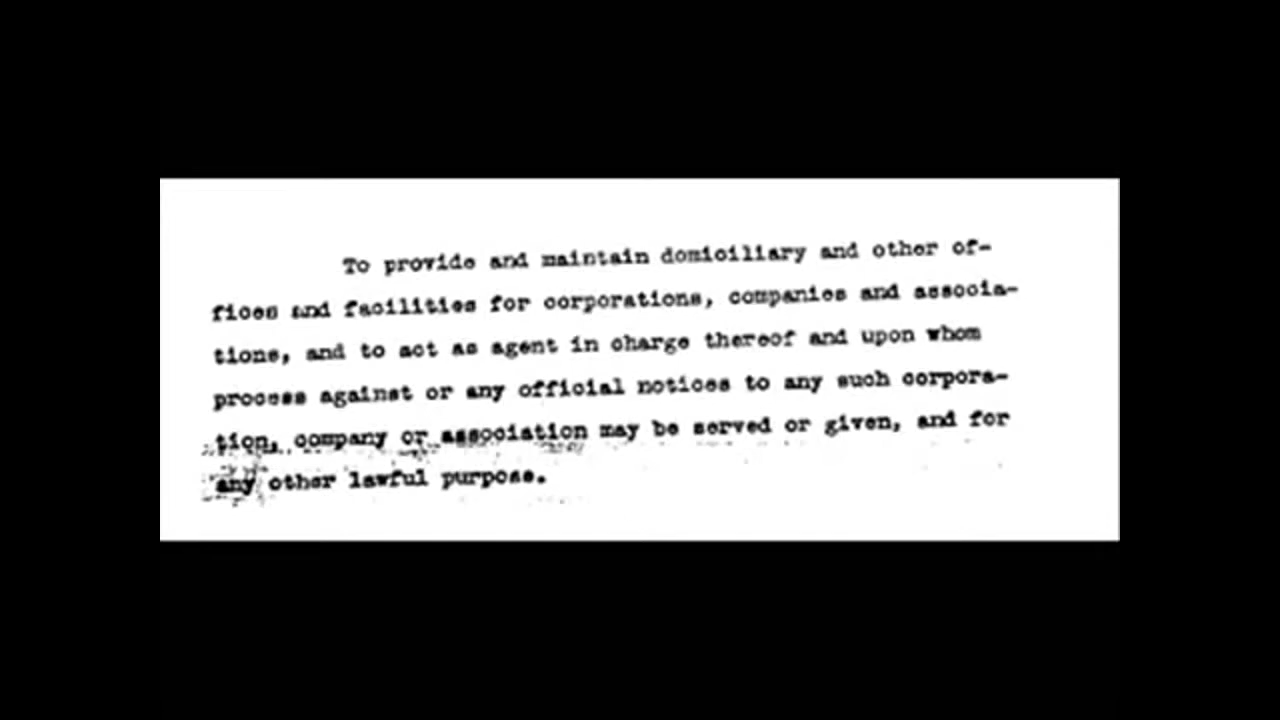 To provide and maintain domiciliary and other of-
fices and facilities for corporations, companies and associa-
tions, and to act as agent in charge thereof and upon whom
process against or any official notices to any such corpora-
tion, company or association may be served or given, and for
any other lawful purpose.